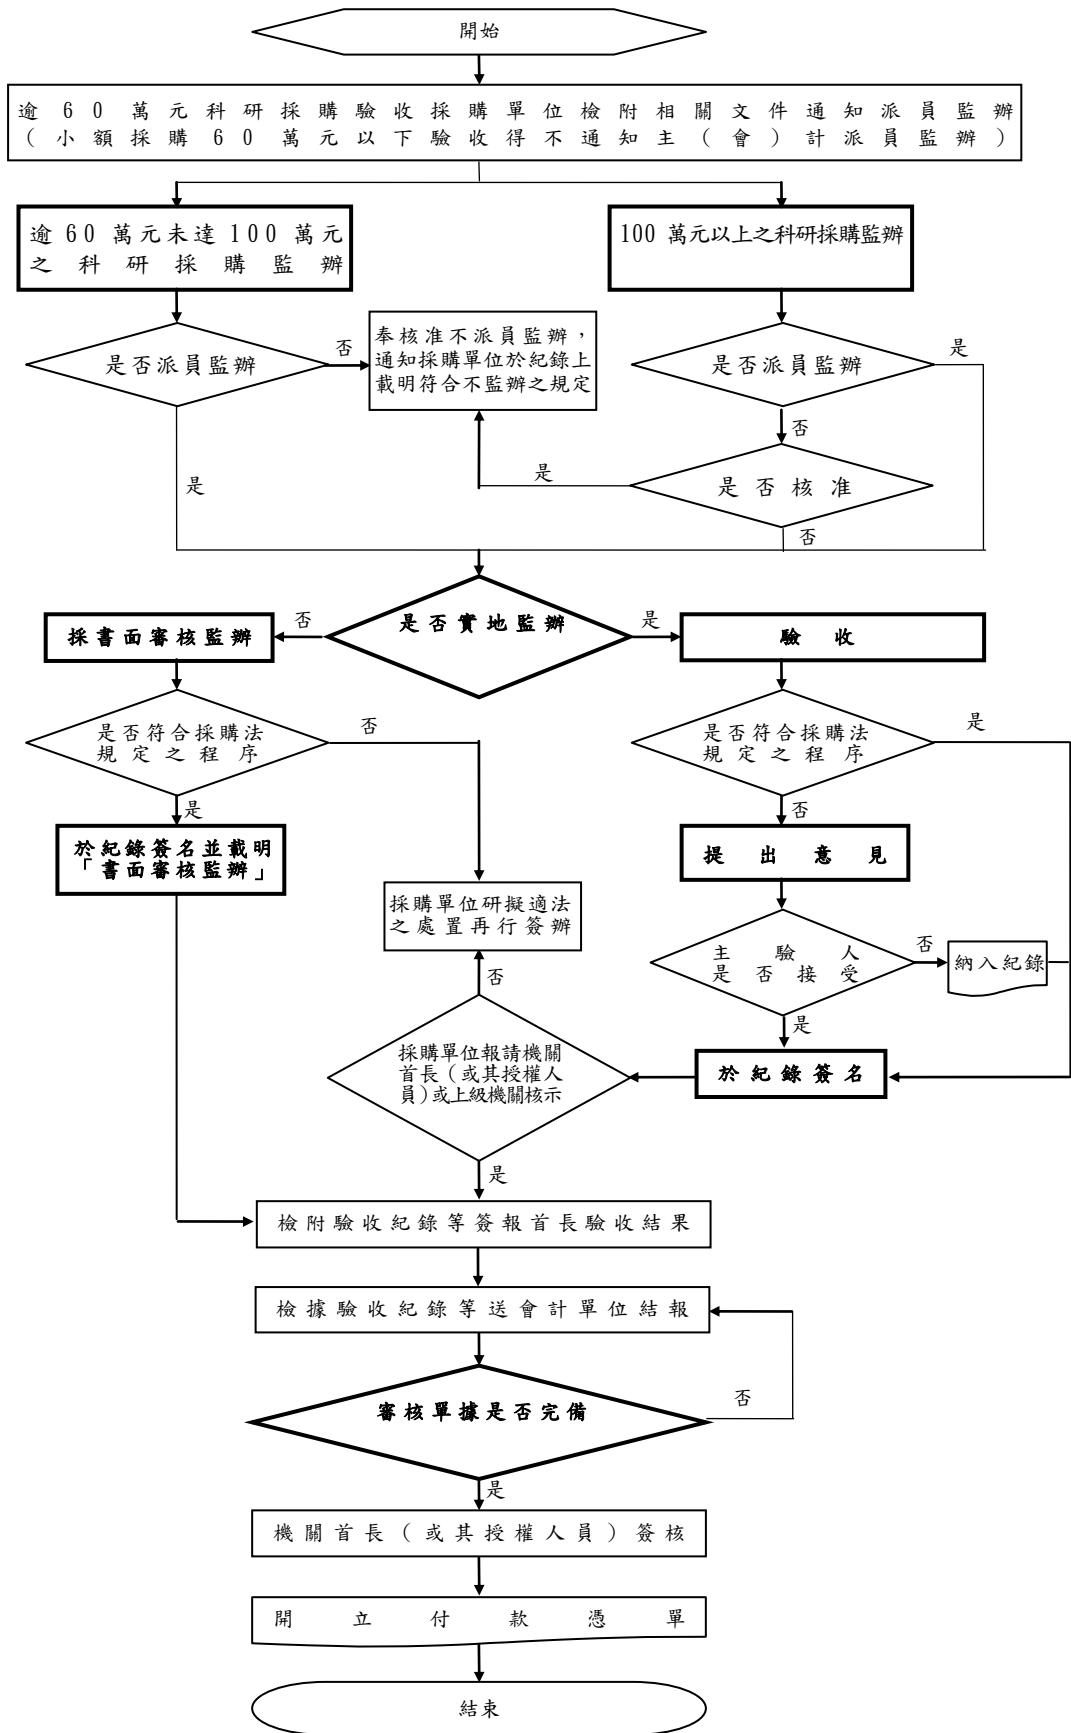 開始
逾60萬元科研採購驗收採購單位檢附相關文件通知派員監辦
(小額採購60萬元以下驗收得不通知主(會)計派員監辦)
逾60萬元未達100萬元
之科研採購監辦
100萬元以上之科研採購監辦
是否派員監辦
否
奉核准不派員監辦，
通知採購單位於紀錄上
載明符合不監辦之規定
是否派員監辦
是
否
是
是
是否核准
否
是否實地監辦
否
是
採書面審核監辦
驗收
是否符合採購法
規定之程序
否
是否符合採購法
規定之程序
是
是
否
於紀錄簽名並載明
「書面審核監辦」
提出意見
採購單位研擬適法
之處置再行簽辦
主驗人
是否接受
否
納入紀錄
否
是
採購單位報請機關
首長(或其授權人
員)或上級機關核示
於紀錄簽名
是
檢附驗收紀錄等簽報首長驗收結果
檢據驗收紀錄等送會計單位結報
審核單據是否完備
否
是
機關首長(或其授權人員)簽核
開立付款憑單
結束